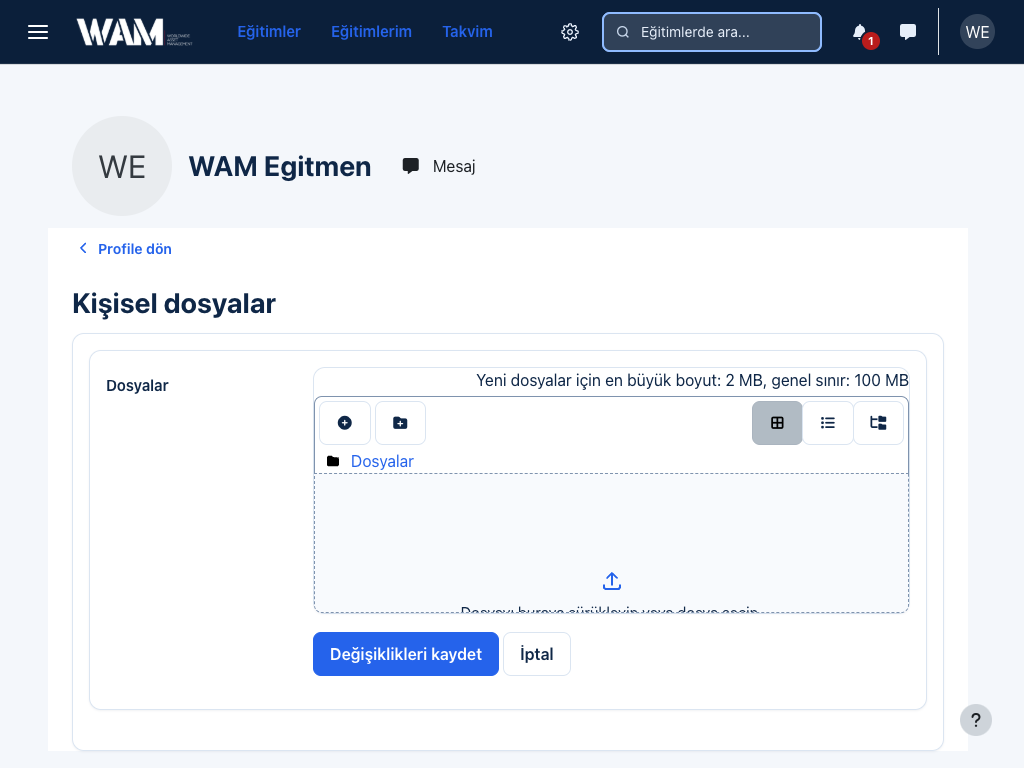 WAM
Eğitimler
Eğitimlerim
Takvim
Eğitimlerde ara...
1
WE
WE
WAM Egitmen
Mesaj
Profile dön
Kişisel dosyalar
Dosyalar
Yeni dosyalar için en büyük boyut: 2 MB, genel sınır: 100 MB
Dosyalar
Değişiklikleri kaydet
İptal
?